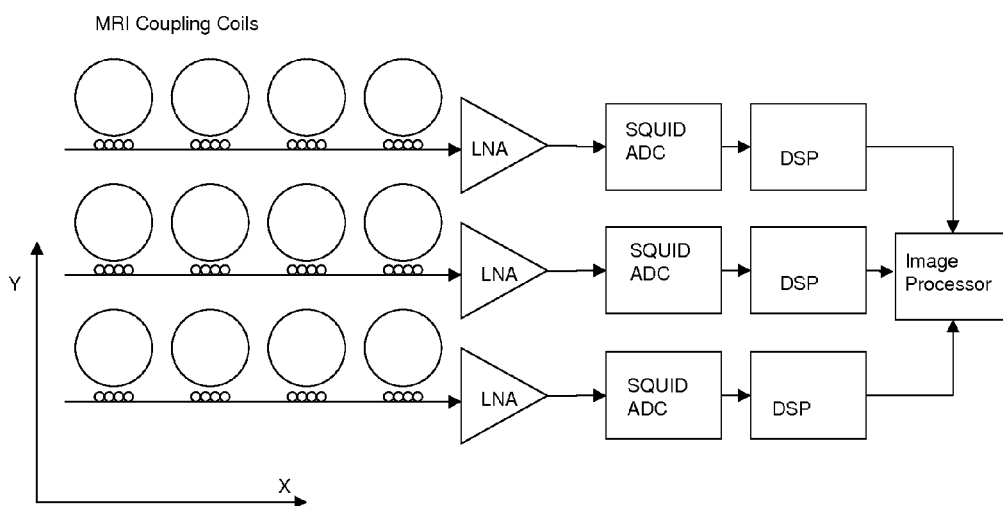 MRI Coupling Coils
LNA
SQUID
ADC
DSP
LNA
SQUID
ADC
DSP
Image
Processor
Y
LNA
SQUID
ADC
DSP
X